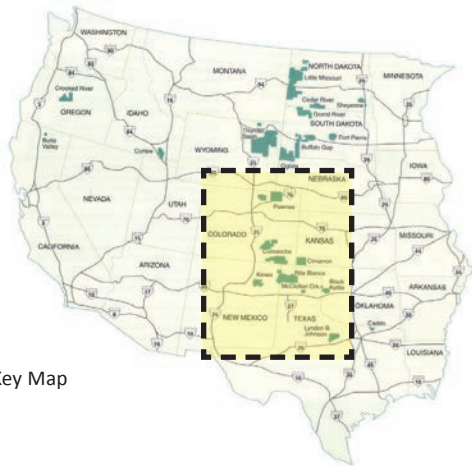 WASHINGTON
MONTANA
NORTH DAKOTA
MINNESOTA
Little Missouri
Crooked River
OREGON
IDAHO
Cedar River
Sheyenne
Grand River
SOUTH DAKOTA
Butte
Valley
Curlew
WYOMING
Thunder
Basin
Fort Pierre
Buffalo Gap
Oglala
IOWA
NEBRASKA
NEVADA
UTAH
Pawnee
COLORADO
KANSAS
MISSOURI
CALIFORNIA
Comanche
Cimarron
ARIZONA
Kiowa
Rita Blanca
McClellan Crk.
Black
Kettle
ARKANSAS
OKLAHOMA
NEW MEXICO
TEXAS
Caddo
Lyndon B
Johnson
LOUISIANA
Key Map